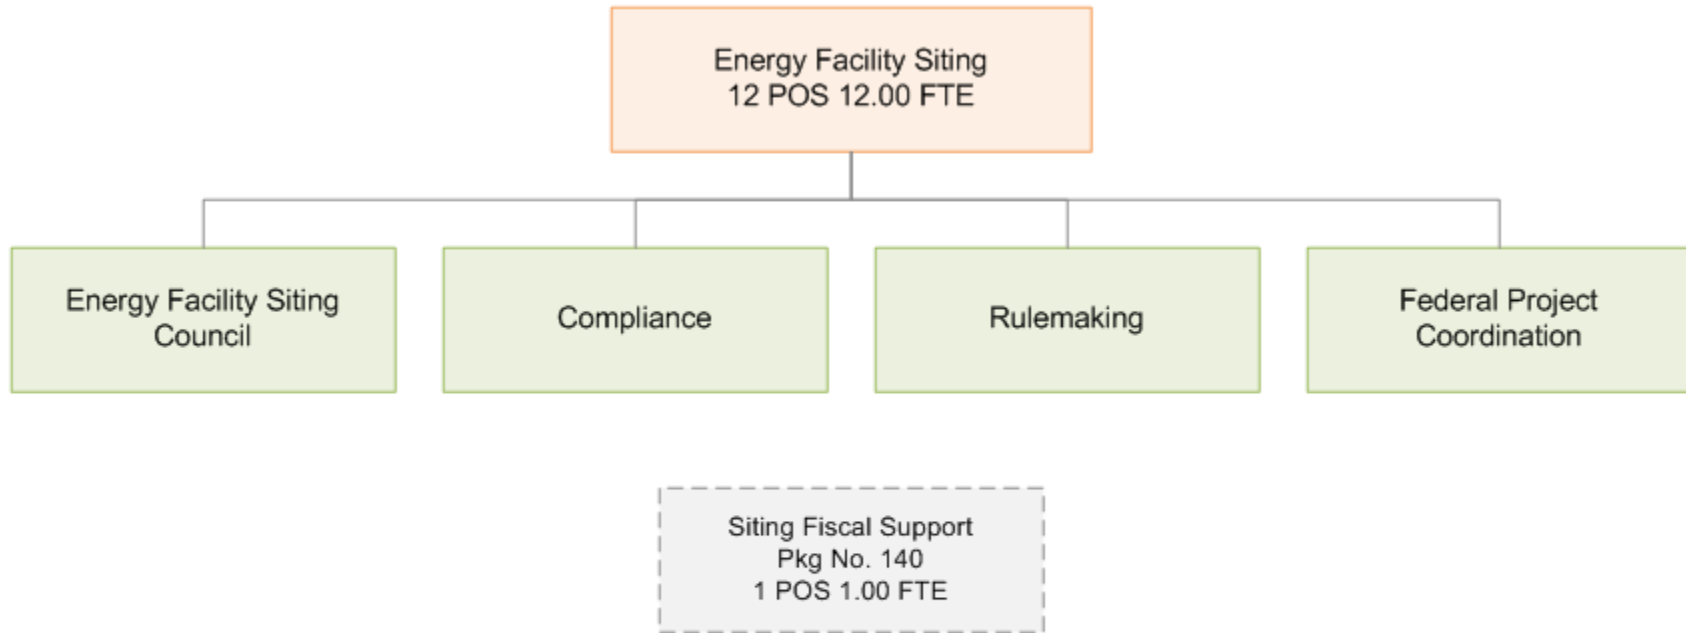 Energy Facility Siting
12 POS 12.00 FTE
Energy Facility Siting
Council
Compliance
Rulemaking
Federal Project
Coordination
Siting Fiscal Support
Pkg No. 140
1 POS 1.00 FTE